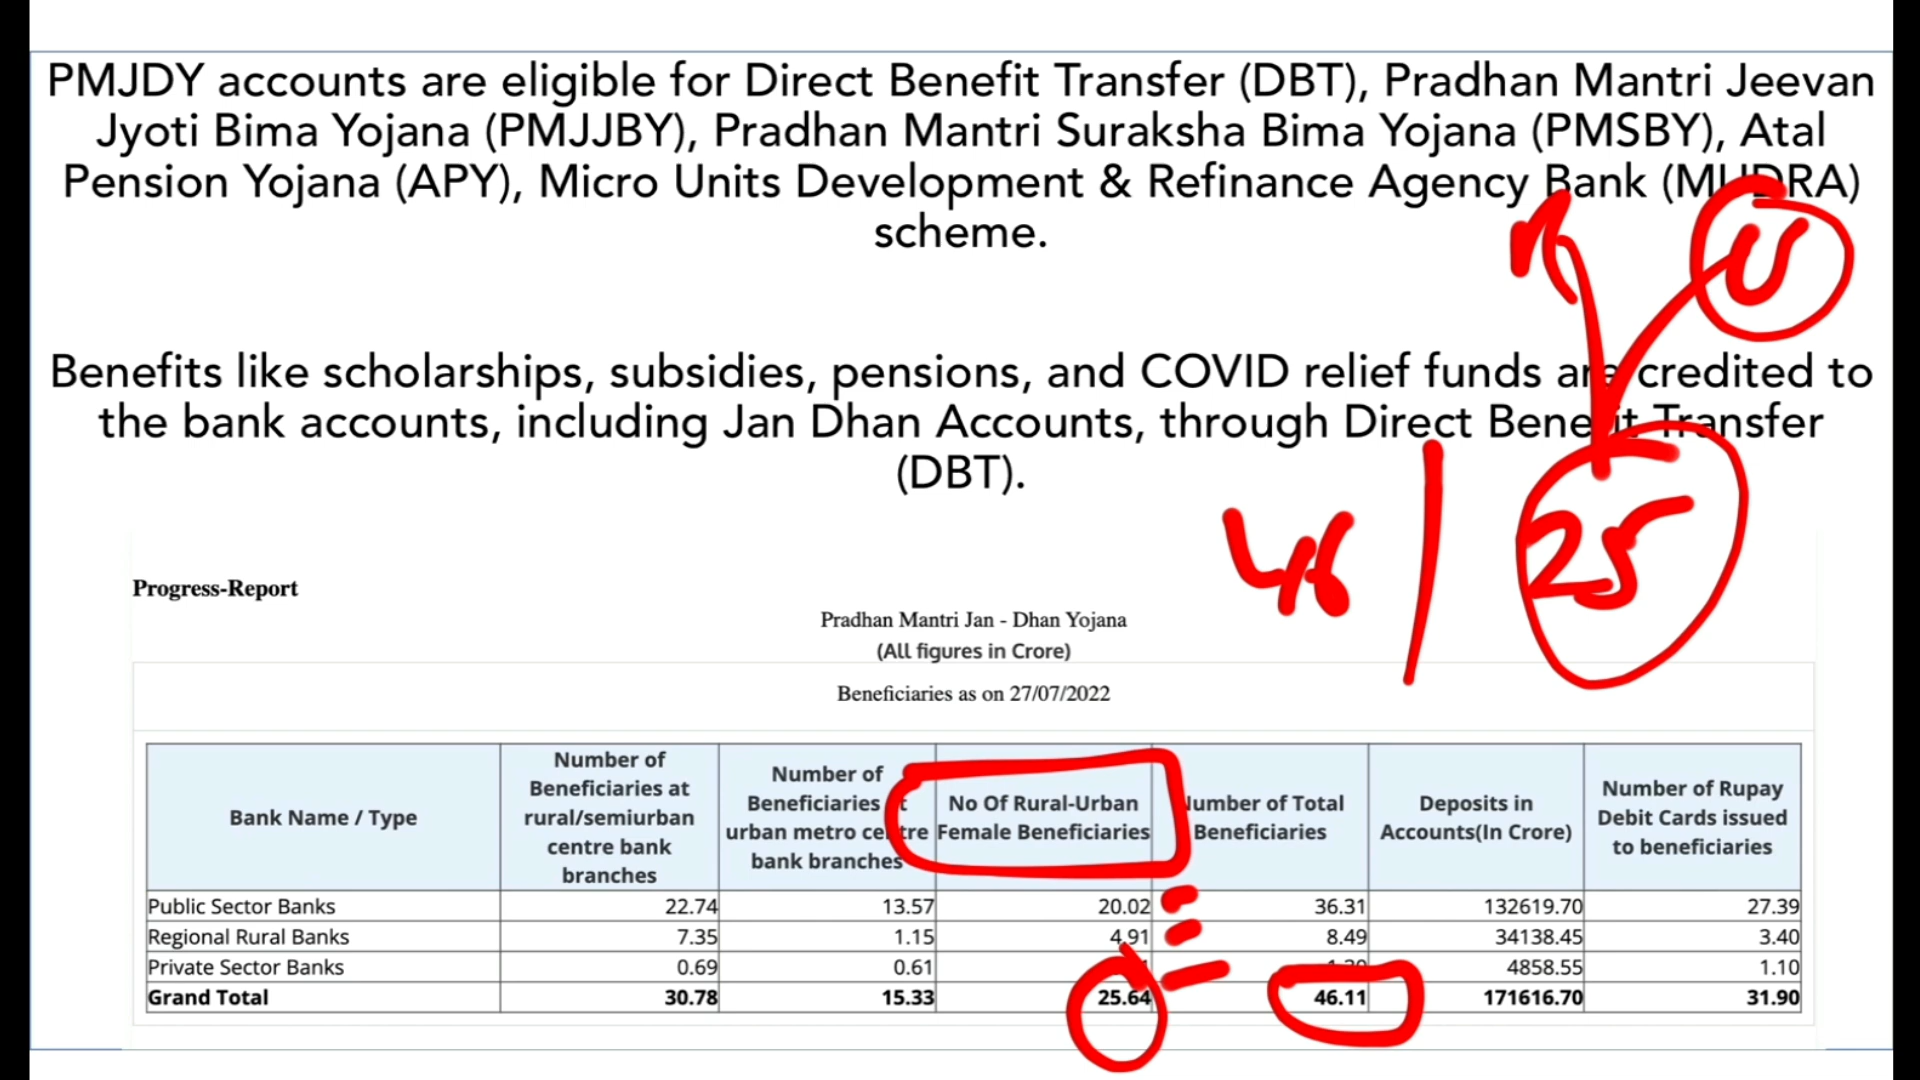 PMJDY accounts are eligible for Direct Benefit Transfer (DBT), Pradhan Mantri Jeevan
Jyoti Bima Yojana (PMJJBY), Pradhan Mantri Suraksha Bima Yojana (PMSBY), Atal
Pension Yojana (APY), Micro Units Development & Refinance Agency Bank (MUDRA)
scheme.
U
Benefits like scholarships, subsidies, pensions, and COVID relief funds are credited to
the bank accounts, including Jan Dhan Accounts, through Direct Benefit Transfer
(DBT).
46 25
Progress-Report
Pradhan Mantri Jan - Dhan Yojana
(All figures in Crore)
Beneficiaries as on 27/07/2022
Bank Name / Type
Number of
Beneficiaries at
rural/semiurban
centre bank
branches
Number of
Beneficiaries at
urban metro centre
bank branches
No Of Rural-Urban
Female Beneficiaries
Number of Total
Beneficiaries
Deposits in
Accounts(In Crore)
Number of Rupay
Debit Cards issued
to beneficiaries
Public Sector Banks 22.74 13.57 20.02 36.31 132619.70 27.39
Regional Rural Banks 7.35 1.15 4.91 8.49 34138.45 3.40
Private Sector Banks 0.69 0.61 4858.55 1.10
Grand Total 30.78 15.33 25.64 46.11 171616.70 31.90